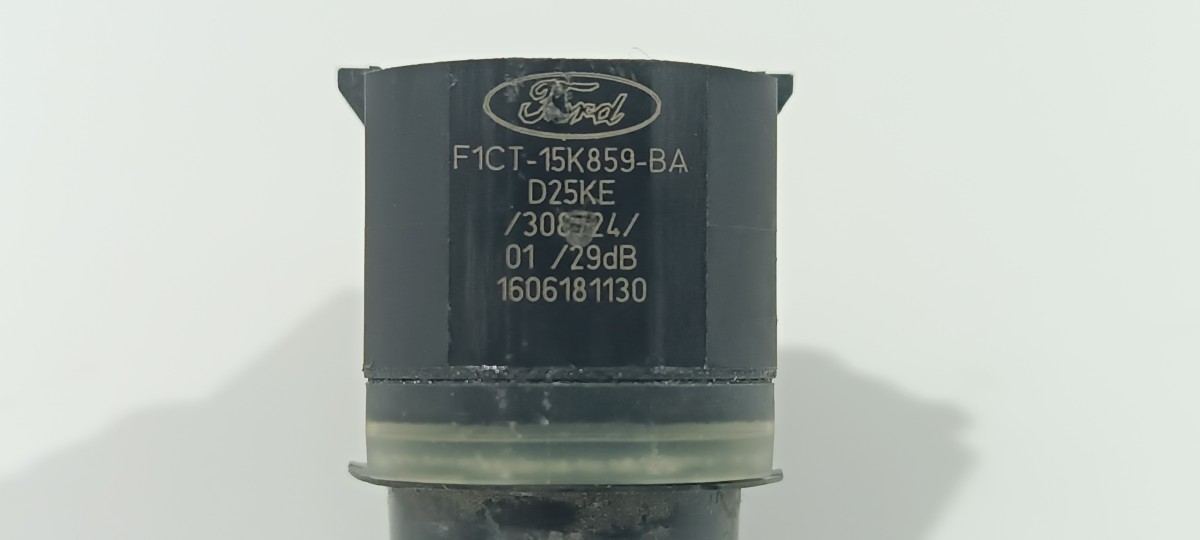 Ford
F1CT-15K859-BA
D25KE
01 /29dB
1606181130